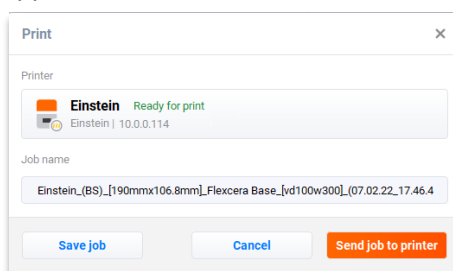 Print
Printer
Einstein Ready for print
Einstein | 10.0.0.114
Job name
Einstein_(BS)_[190mmx106.8mm]_Flexcera Base_[vd100w300]_(07.02.22_17.46.4
Save job Cancel Send job to printer